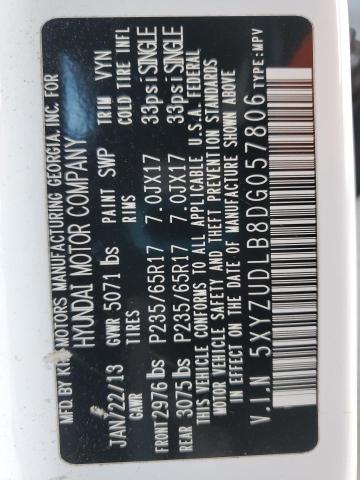 MFD. BY KIA MOTORS MANUFACTURING GEORGIA, INC. FOR
HYUNDAI MOTOR COMPANY
JAN/22/13 GVWR 5071 lbs PAINT SWP TRIM VYN
GAWR TIRES RIMS COLD TIRE INFL
FRONT 2976 lbs P235/65R17 7.0JX17 33psi SINGLE
REAR 3075 lbs P235/65R17 7.0JX17 33psi SINGLE
THIS VEHICLE CONFORMS TO ALL APPLICABLE U.S.A. FEDERAL
MOTOR VEHICLE SAFETY AND THEFT PREVENTION STANDARDS
IN EFFECT ON THE DATE OF MANUFACTURE SHOWN ABOVE
V.I.N 5XYZUDLB8DG057806 TYPE:MPV